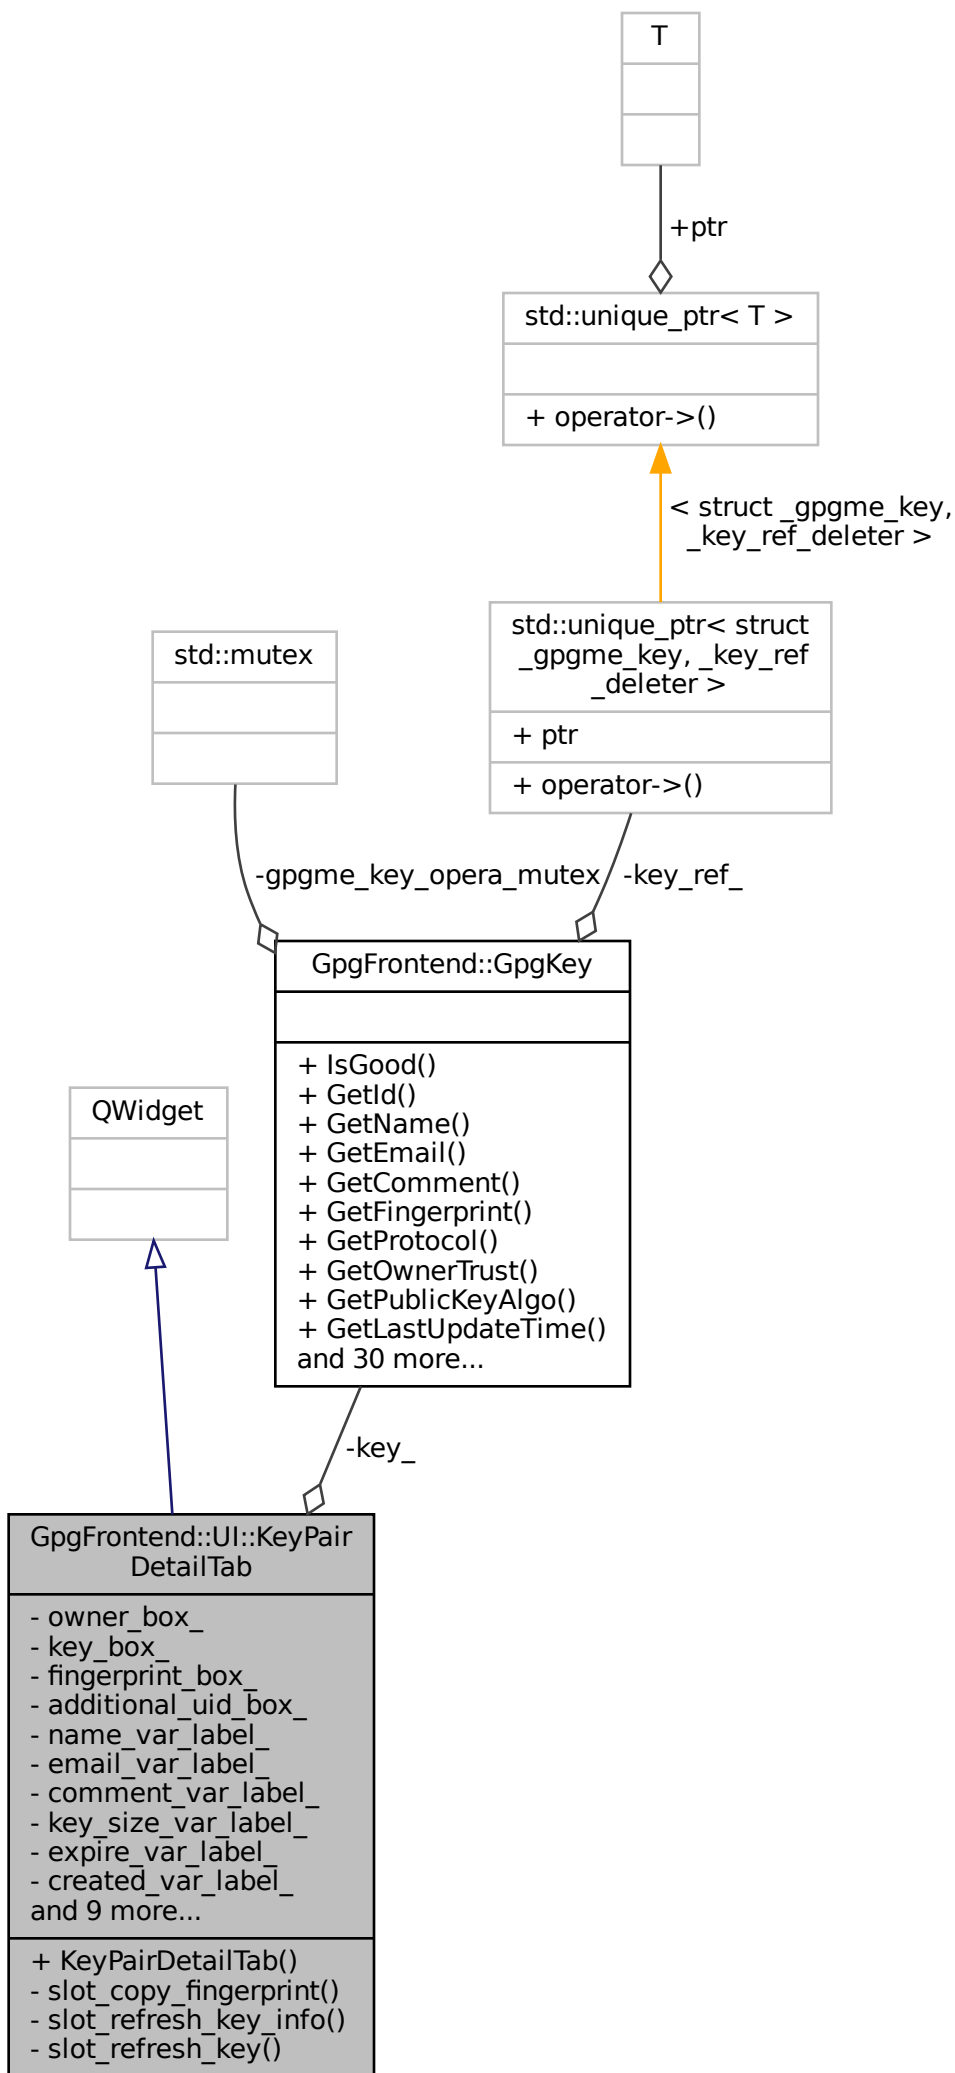 T
+ptr
std::unique_ptr< T >
+ operator->()
< struct _gpgme_key,
_key_ref_deleter >
std::unique_ptr< struct
_gpgme_key, _key_ref
_deleter >
+ ptr
+ operator->()
std::mutex
-gpgme_key_opera_mutex
-key_ref_
GpgFrontend::GpgKey
+ IsGood()
+ GetId()
+ GetName()
+ GetEmail()
+ GetComment()
+ GetFingerprint()
+ GetProtocol()
+ GetOwnerTrust()
+ GetPublicKeyAlgo()
+ GetLastUpdateTime()
and 30 more...
QWidget
-key_
GpgFrontend::UI::KeyPair
DetailTab
- owner_box_
- key_box_
- fingerprint_box_
- additional_uid_box_
- name_var_label_
- email_var_label_
- comment_var_label_
- key_size_var_label_
- expire_var_label_
- created_var_label_
and 9 more...
+ KeyPairDetailTab()
- slot_copy_fingerprint()
- slot_refresh_key_info()
- slot_refresh_key()